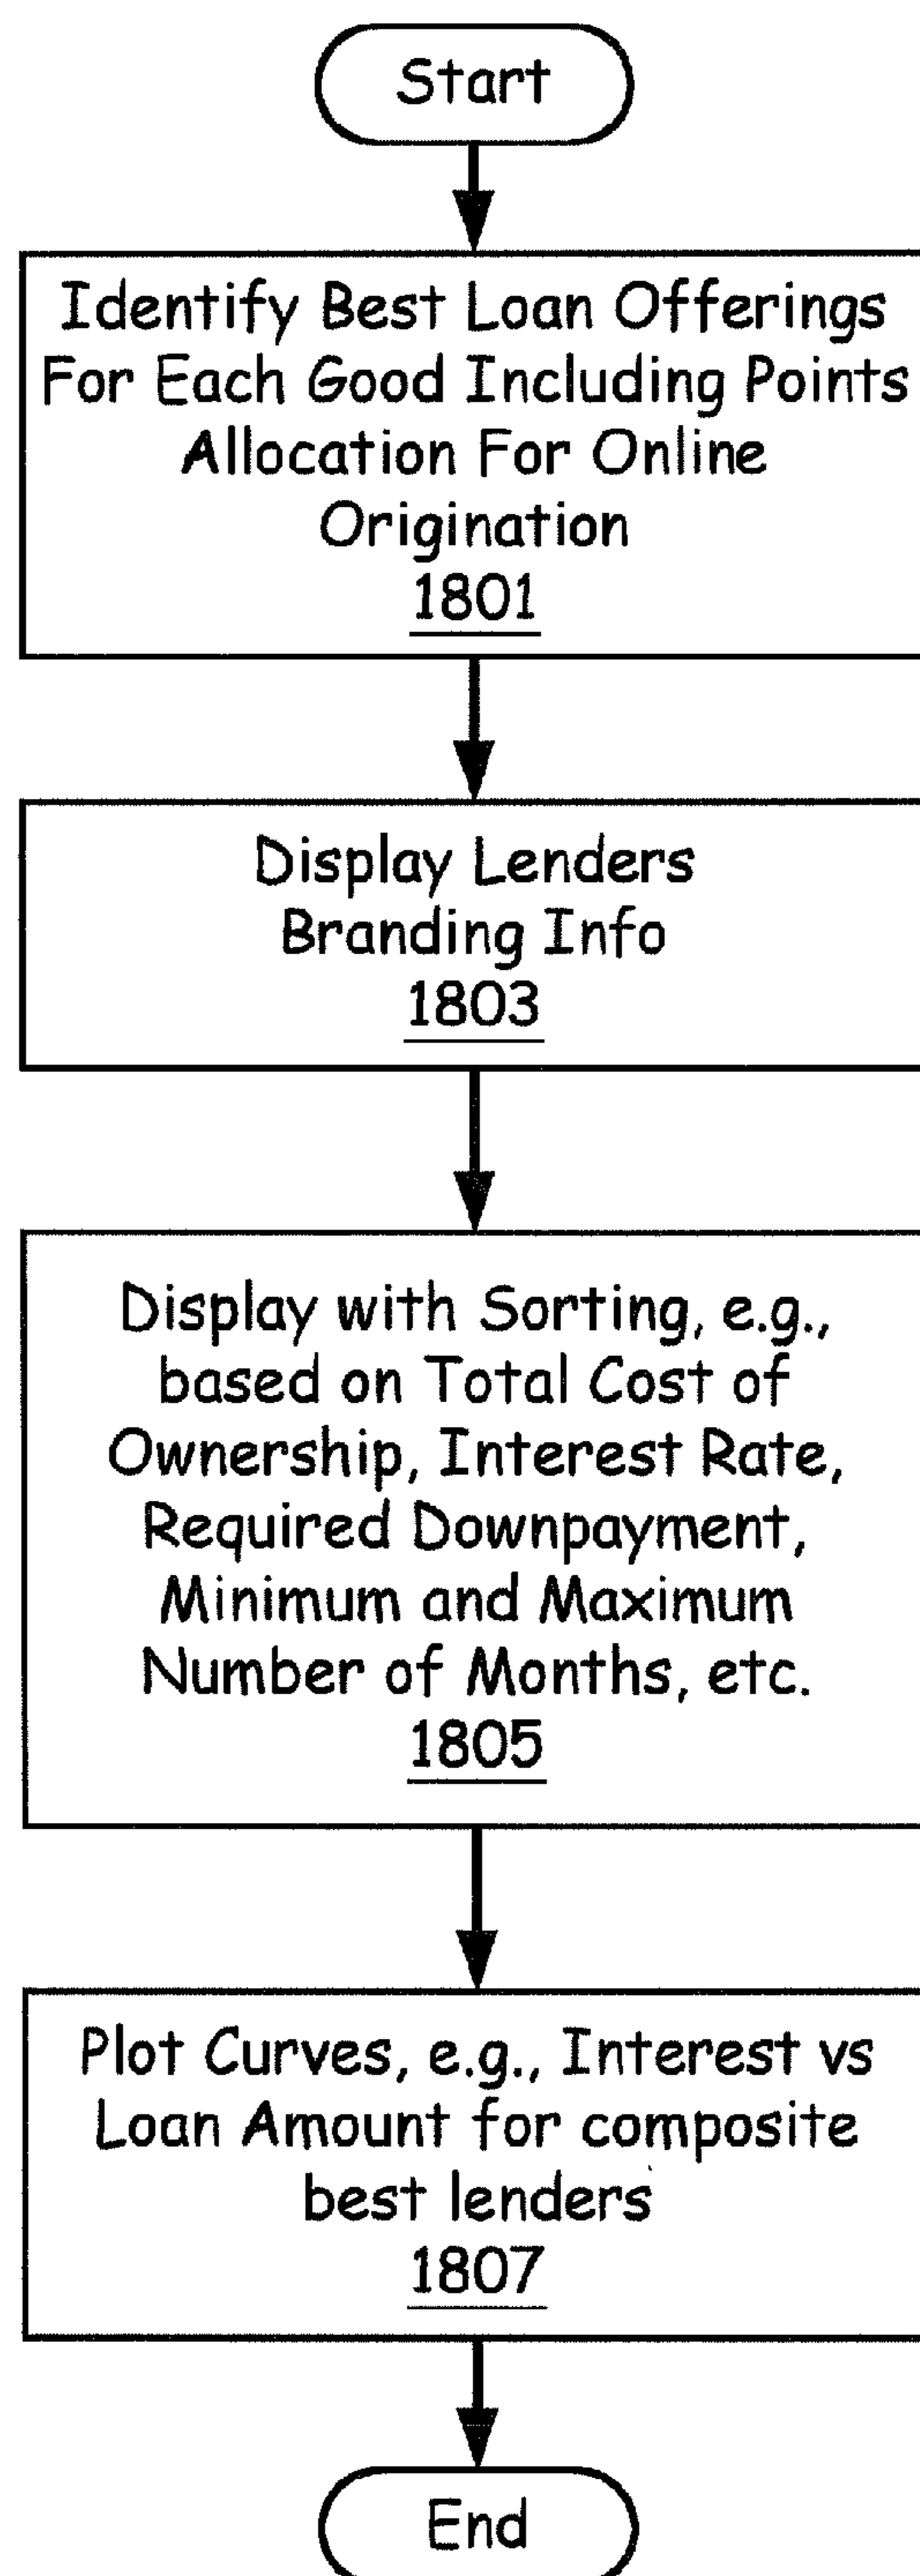 Start
Identify Best Loan Offerings
For Each Good Including Points
Allocation For Online
Origination
1801
Display Lenders
Branding Info
1803
Display with Sorting, e.g.,
based on Total Cost of
Ownership, Interest Rate,
Required Downpayment,
Minimum and Maximum
Number of Months, etc.
1805
Plot Curves, e.g., Interest vs
Loan Amount for composite
best lenders
1807
End